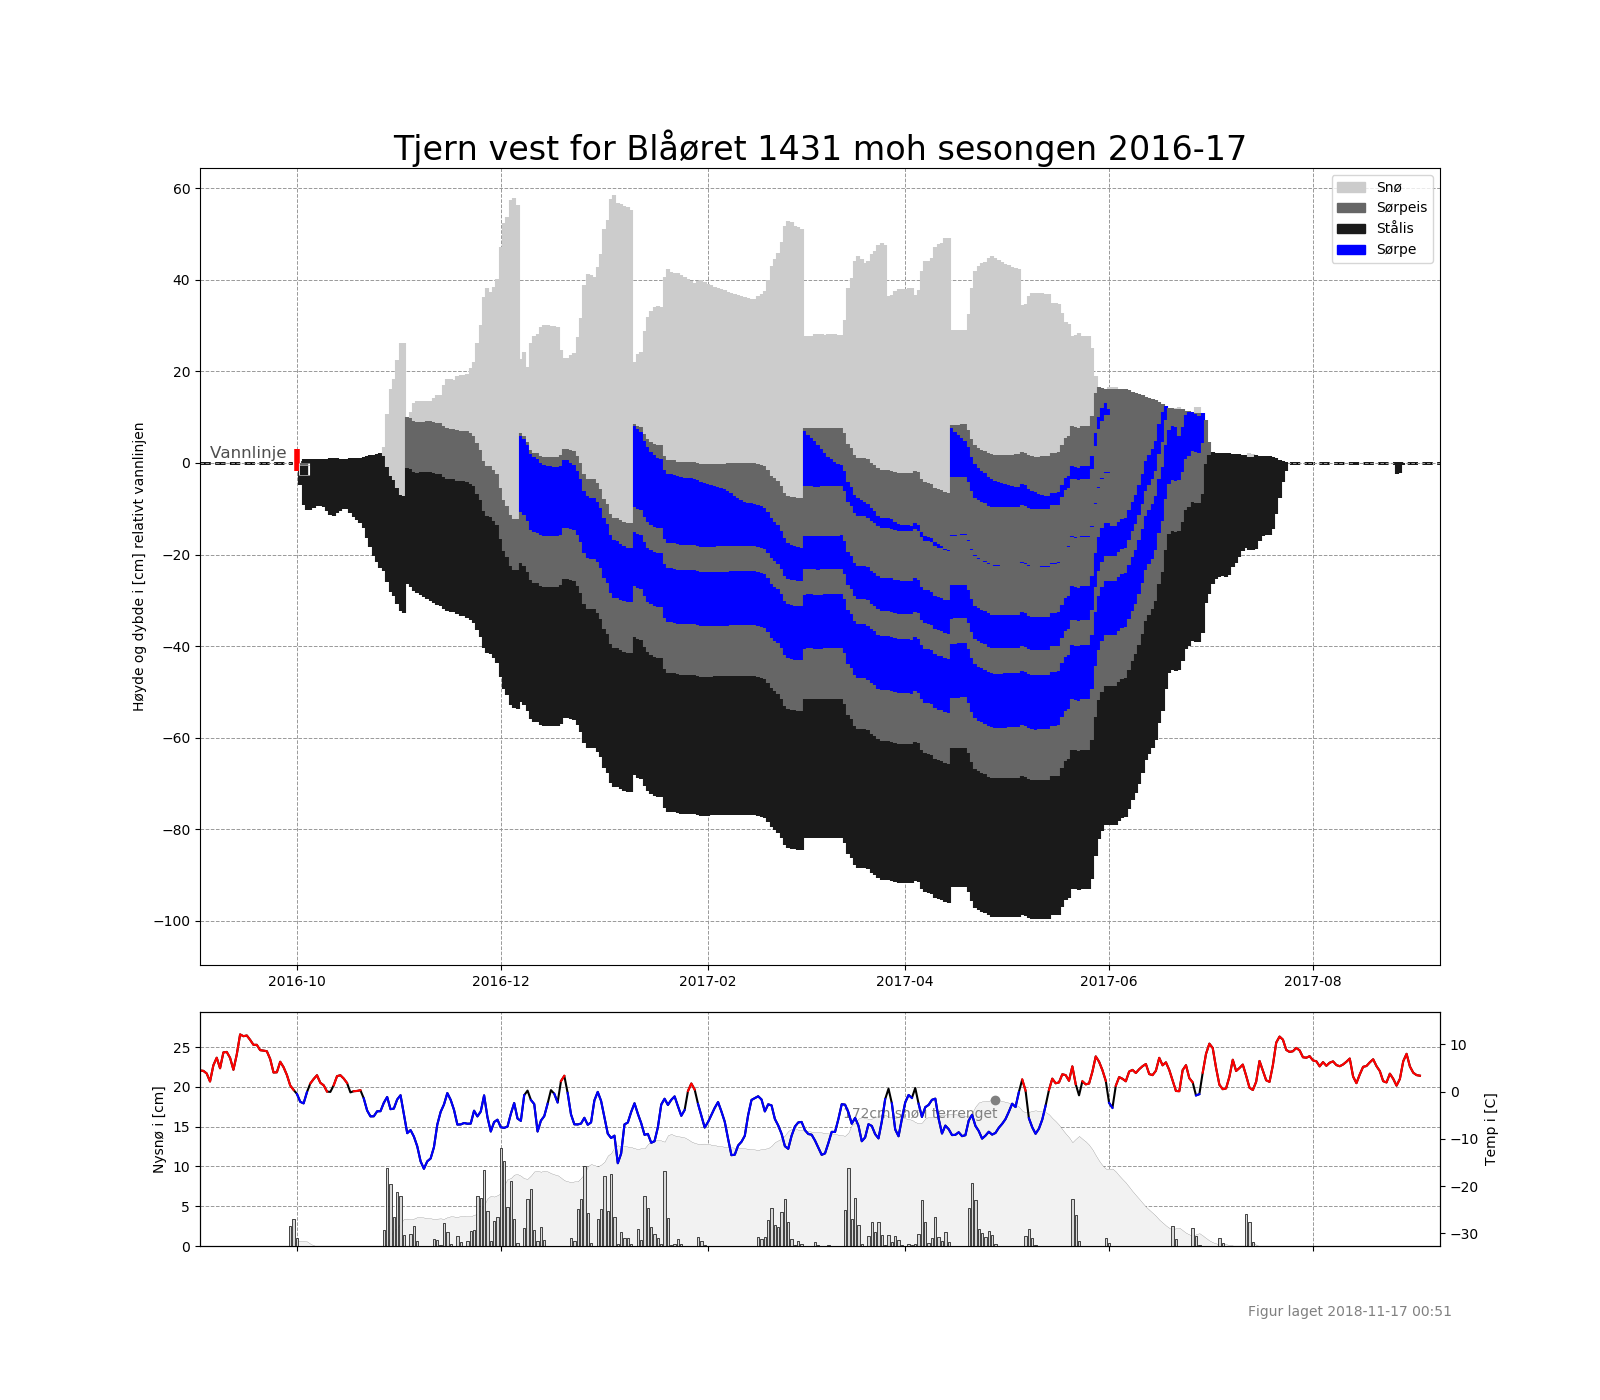 Tjern vest for Blåøret 1431 moh sesongen 2016-17
Høyde og dybde i [cm] relativt vannlinjen
60
40
20
0
−20
−40
−60
−80
−100
Vannlinje
Snø
Sørpeis
Stålis
Sørpe
2016-10 2016-12 2017-02 2017-04 2017-06 2017-08
Nysnø i [cm]
25
20
15
10
5
0
172cm snø i terrenget
10
0
−10
−20
−30
Temp i [C]
Figur laget 2018-11-17 00:51